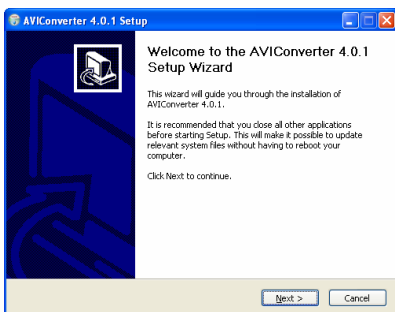 AVIConverter 4.0.1 Setup
Welcome to the AVIConverter 4.0.1
Setup Wizard
This wizard will guide you through the installation of
AVIConverter 4.0.1.
It is recommended that you close all other applications
before starting Setup. This will make it possible to update
relevant system files without having to reboot your
computer.
Click Next to continue.
Next > Cancel